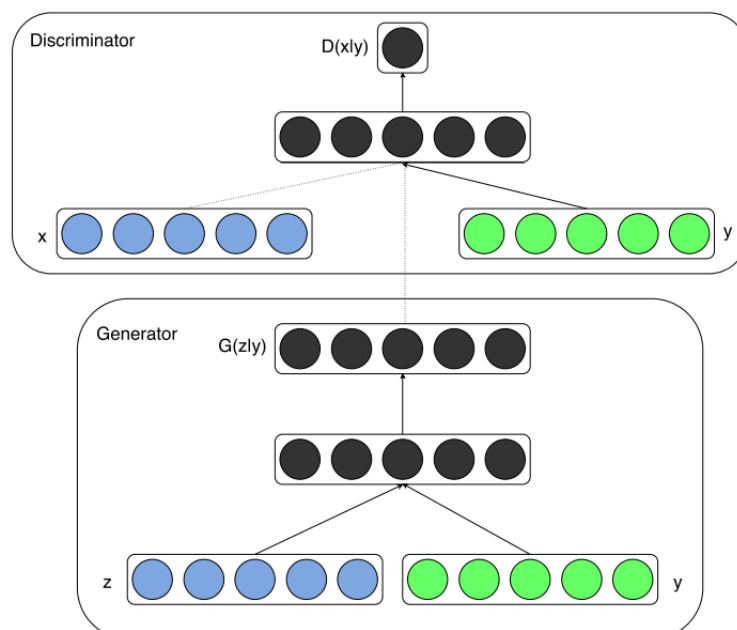 Discriminator
D(x|y)
x
y
Generator
G(z|y)
z
y